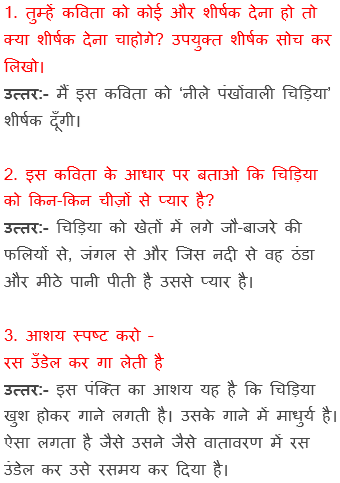 1. तुम्हें कविता को कोई और शीर्षक देना हो तो
क्या शीर्षक देना चाहोगे? उपयुक्त शीर्षक सोच कर
लिखो।
उत्तर:- मैं इस कविता को ‘नीले पंखोंवाली चिड़िया’
शीर्षक दूँगी।
2. इस कविता के आधार पर बताओ कि चिड़िया
को किन-किन चीज़ों से प्यार है?
उत्तर:- चिड़िया को खेतों में लगे जौ-बाजरे की
फलियों से, जंगल से और जिस नदी से वह ठंडा
और मीठे पानी पीती है उससे प्यार है।
3. आशय स्पष्ट करो –
रस उँडेल कर गा लेती है
उत्तर:- इस पंक्ति का आशय यह है कि चिड़िया
खुश होकर गाने लगती है। उसके गाने में माधुर्य है।
ऐसा लगता है जैसे उसने जैसे वातावरण में रस
उंडेल कर उसे रसमय कर दिया है।